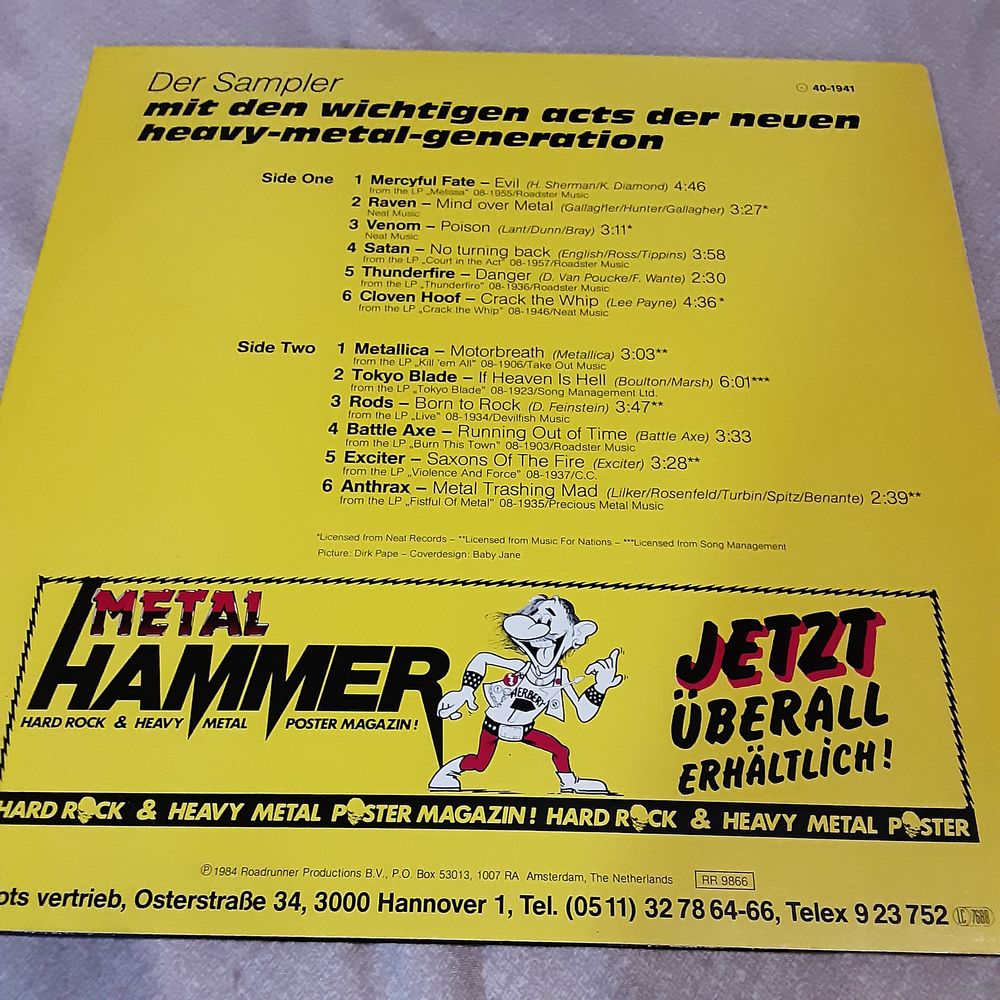 Der Sampler
mit den wichtigen acts der neuen
heavy-metal-generation
40-1941
Side One
1 Mercyful Fate – Evil (H. Sherman/K. Diamond) 4:46
from the LP „Melissa" 08-1955/Roadster Music
2 Raven – Mind over Metal (Gallagher/Hunter/Gallagher) 3:27*
Neat Music
3 Venom – Poison (Lant/Dunn/Bray) 3:11*
Neat Music
4 Satan – No turning back (English/Ross/Tippins) 3:58
from the LP „Court in the Act" 08-1957/Roadster Music
5 Thunderfire – Danger (D. Van Poucke/F. Wante) 2:30
from the LP „Thunderfire" 08-1936/Roadster Music
6 Cloven Hoof – Crack the Whip (Lee Payne) 4:36*
from the LP „Crack the Whip" 08-1946/Neat Music
Side Two
1 Metallica – Motorbreath (Metallica) 3:03**
from the LP „Kill 'em All" 08-1906/Take Out Music
2 Tokyo Blade – If Heaven Is Hell (Boulton/Marsh) 6:01***
from the LP „Tokyo Blade" 08-1923/Song Management Ltd.
3 Rods – Born to Rock (D. Feinstein) 3:47**
from the LP „Live" 08-1934/Devilfish Music
4 Battle Axe – Running Out of Time (Battle Axe) 3:33
from the LP „Burn This Town" 08-1903/Roadster Music
5 Exciter – Saxons Of The Fire (Exciter) 3:28**
from the LP „Violence And Force" 08-1937/C.C.
6 Anthrax – Metal Trashing Mad (Lilker/Rosenfeld/Turbin/Spitz/Benante) 2:39**
from the LP „Fistful Of Metal" 08-1935/Precious Metal Music
*Licensed from Neat Records – **Licensed from Music For Nations – ***Licensed from Song Management
Picture: Dirk Pape – Coverdesign: Baby Jane
METAL
HAMMER
HARD ROCK & HEAVY METAL POSTER MAGAZIN!
HERBERT
JETZT
ÜBERALL
ERHÄLTLICH!
HARD ROCK & HEAVY METAL POSTER MAGAZIN! HARD ROCK & HEAVY METAL POSTER
℗ 1984 Roadrunner Productions B.V., P.O. Box 53013, 1007 RA Amsterdam, The Netherlands
RR 9866
ots vertrieb, Osterstraße 34, 3000 Hannover 1, Tel. (05 11) 32 78 64-66, Telex 9 23 752
LC 7680